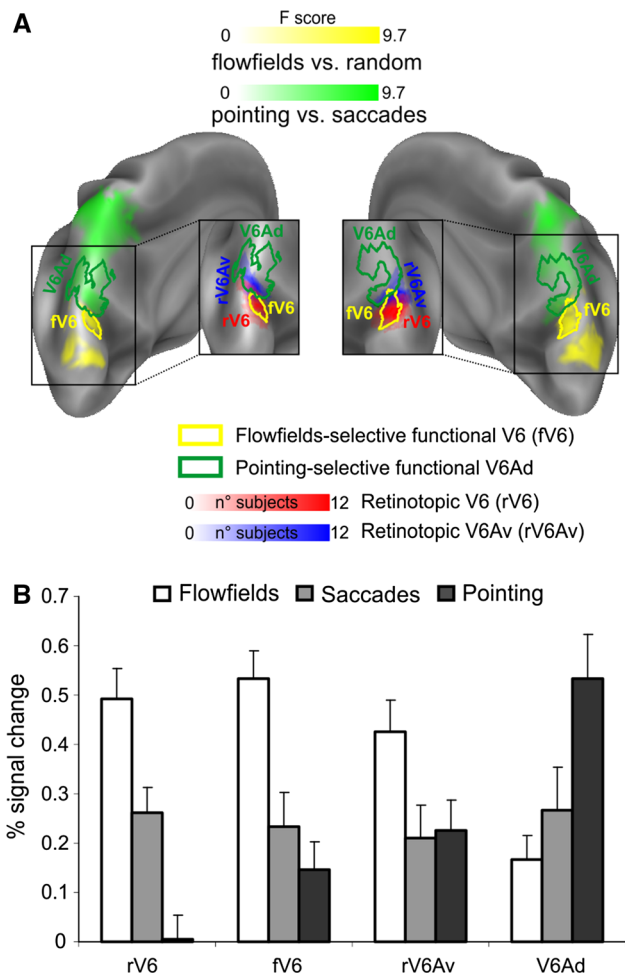 A
F score
0 9.7
flowfields vs. random
0 9.7
pointing vs. saccades
V6Ad
fV6
V6Ad
rV6Av
fV6
rV6
V6Ad
rV6Av
fV6
rV6
V6Ad
fV6
Flowfields-selective functional V6 (fV6)
Pointing-selective functional V6Ad
0 n° subjects 12 Retinotopic V6 (rV6)
0 n° subjects 12 Retinotopic V6Av (rV6Av)
B
Flowfields Saccades Pointing
% signal change
0.7
0.6
0.5
0.4
0.3
0.2
0.1
0
rV6 fV6 rV6Av V6Ad